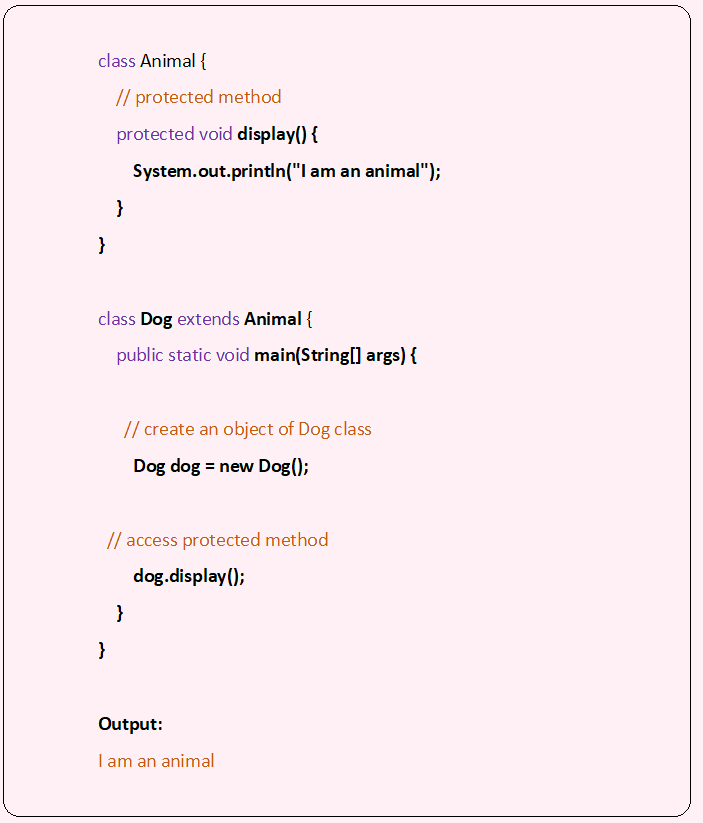 class Animal {
// protected method
protected void display() {
System.out.println("I am an animal");
}
}
class Dog extends Animal {
public static void main(String[] args) {
// create an object of Dog class
Dog dog = new Dog();
// access protected method
dog.display();
}
}
Output:
I am an animal